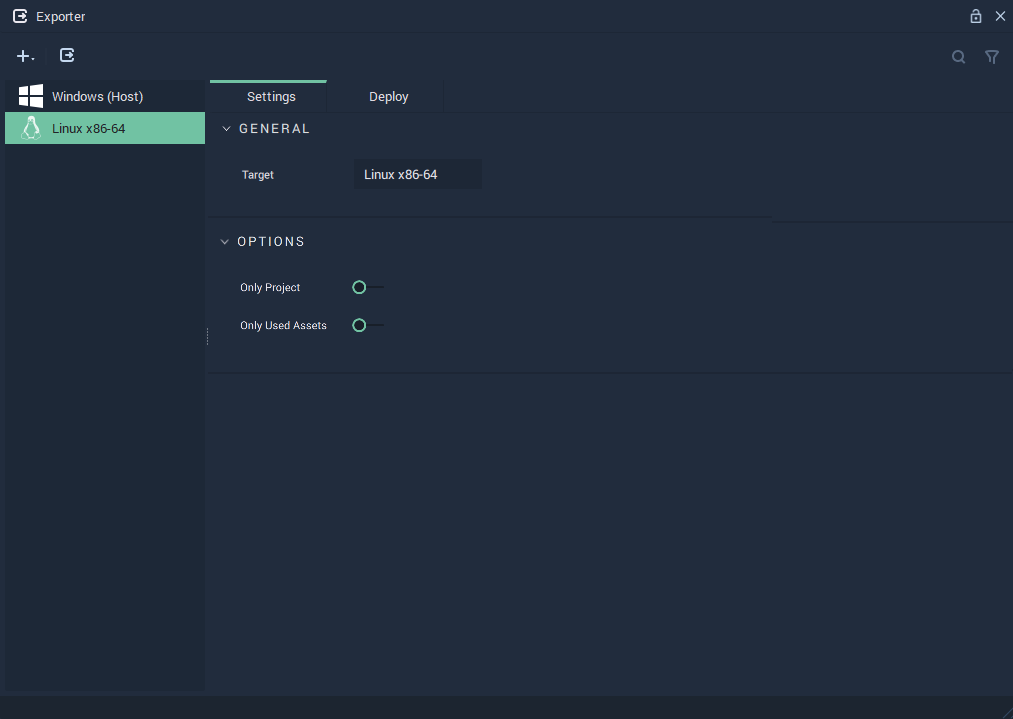 Exporter
Windows (Host)
Linux x86-64
Settings
Deploy
GENERAL
Target
Linux x86-64
OPTIONS
Only Project
Only Used Assets